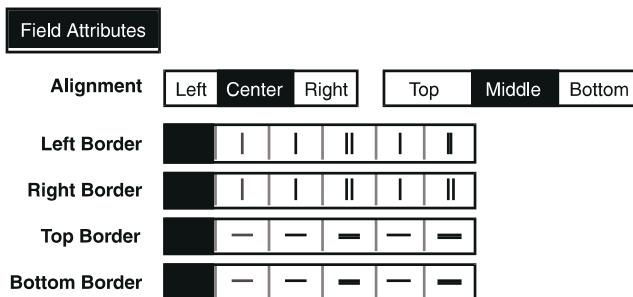 Field Attributes
Alignment Left Center Right Top Middle Bottom
Left Border
Right Border
Top Border
Bottom Border